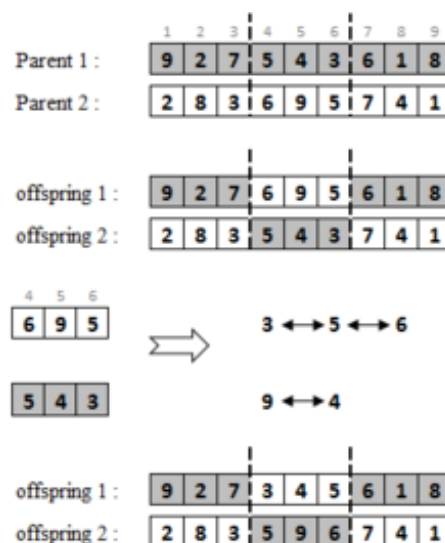 1 2 3 4 5 6 7 8 9
Parent 1 : 9 2 7 5 4 3 6 1 8
Parent 2 : 2 8 3 6 9 5 7 4 1
offspring 1 : 9 2 7 6 9 5 6 1 8
offspring 2 : 2 8 3 5 4 3 7 4 1
4 5 6
6 9 5
3 5 6
5 4 3
9 4
offspring 1 : 9 2 7 3 4 5 6 1 8
offspring 2 : 2 8 3 5 9 6 7 4 1